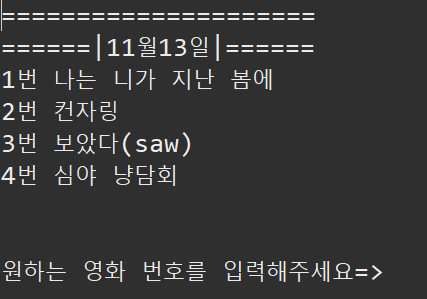 =====================
======|11월13일|======
1번 나는 니가 지난 봄에
2번 컨자링
3번 보았다(saw)
4번 심야 냥담회
원하는 영화 번호를 입력해주세요=>